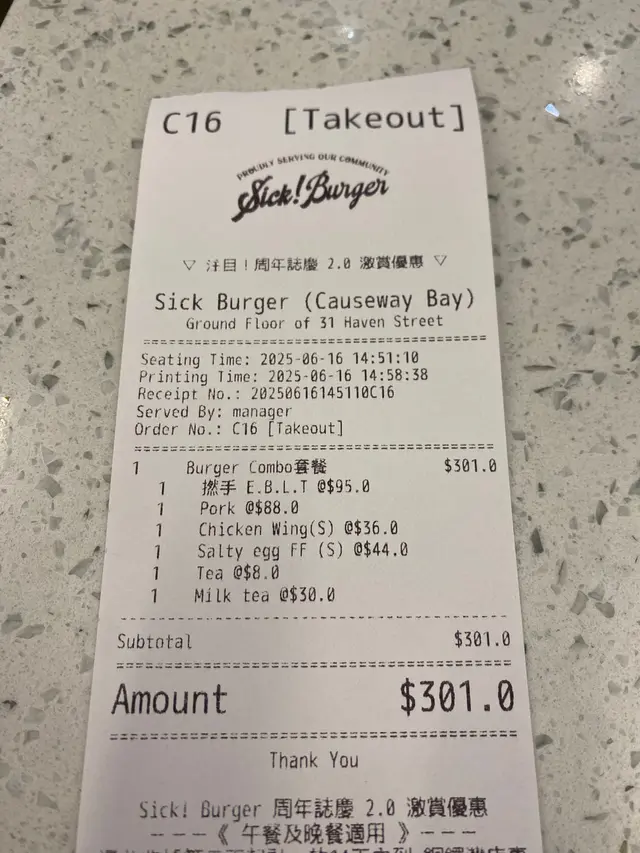 C16 [Takeout]
PROUDLY SERVING OUR COMMUNITY
Sick! Burger
▽ 注目！周年誌慶 2.0 激賞優惠 ▽
Sick Burger (Causeway Bay)
Ground Floor of 31 Haven Street
Seating Time: 2025-06-16 14:51:10
Printing Time: 2025-06-16 14:58:38
Receipt No.: 20250616145110C16
Served By: manager
Order No.: C16 [Takeout]
1 Burger Combo套餐 $301.0
1 撚手 E.B.L.T @$95.0
1 Pork @$88.0
1 Chicken Wing(S) @$36.0
1 Salty egg FF (S) @$44.0
1 Tea @$8.0
1 Milk tea @$30.0
Subtotal $301.0
Amount $301.0
Thank You
Sick! Burger 周年誌慶 2.0 激賞優惠
---《 午餐及晚餐適用 》---